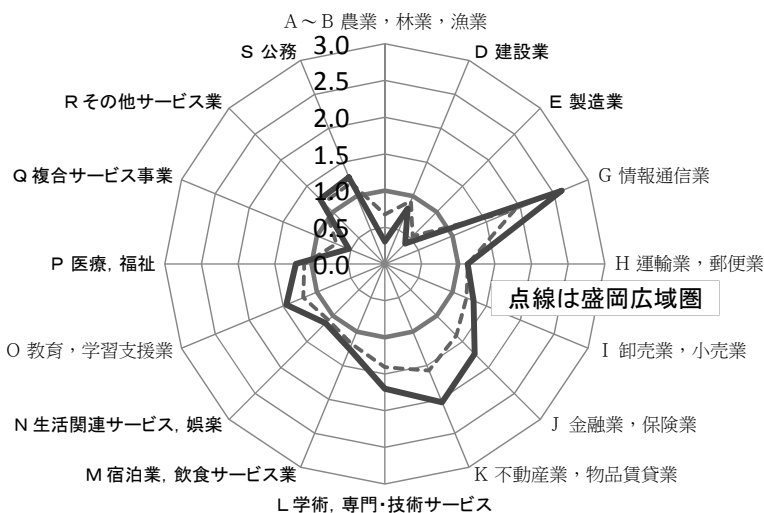 A～B 農業，林業，漁業
D 建設業
E 製造業
G 情報通信業
H 運輸業，郵便業
I 卸売業，小売業
J 金融業，保険業
K 不動産業，物品賃貸業
L 学術, 専門・技術サービス
M 宿泊業, 飲食サービス業
N 生活関連サービス, 娯楽
O 教育，学習支援業
P 医療, 福祉
Q 複合サービス事業
R その他サービス業
S 公務
3.0
2.5
2.0
1.5
1.0
0.5
0.0
点線は盛岡広域圏